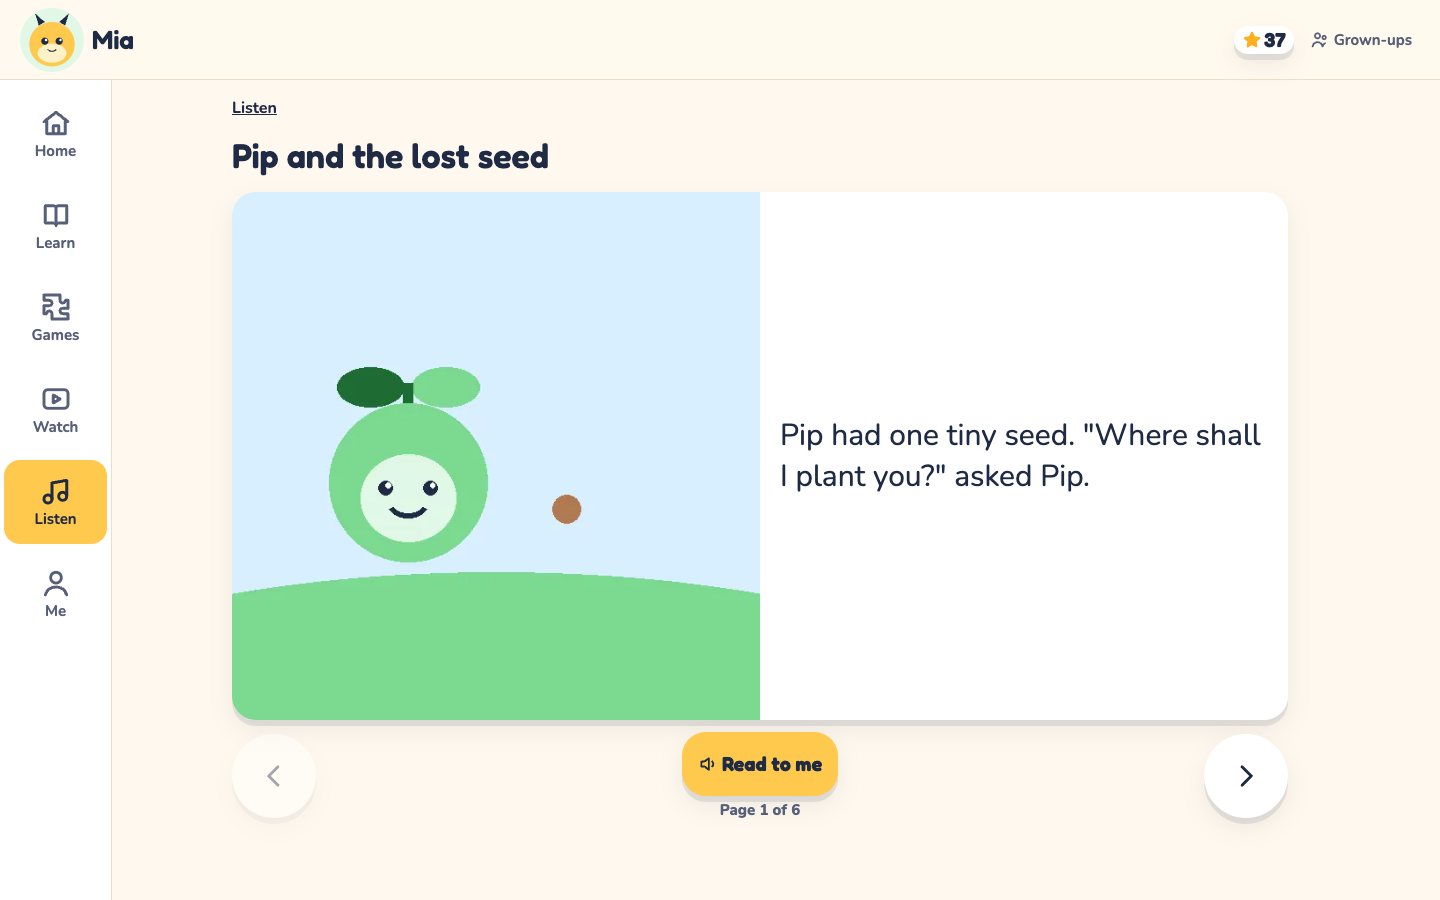 Mia
37
Grown-ups
Home
Learn
Games
Watch
Listen
Me
Listen
Pip and the lost seed
Pip had one tiny seed. "Where shall
I plant you?" asked Pip.
Read to me
Page 1 of 6